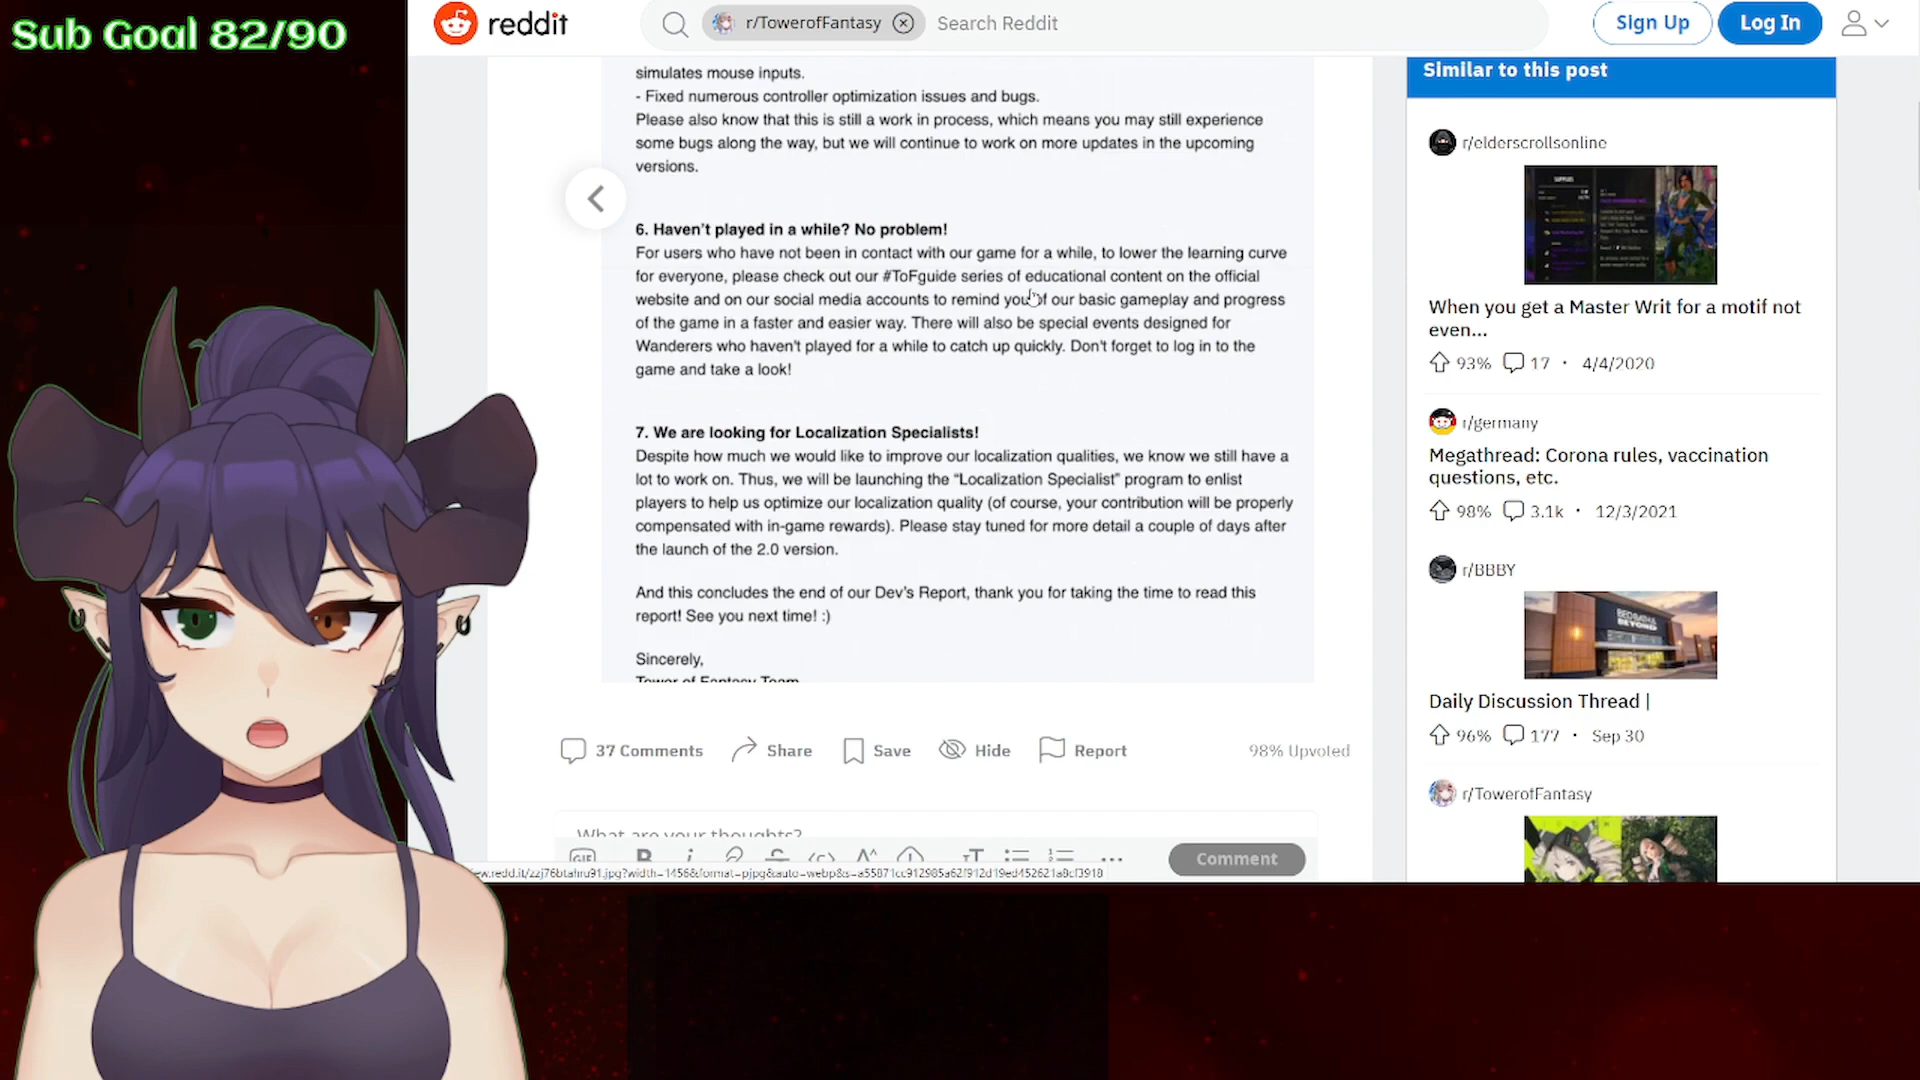 Sub Goal 82/90
reddit
r/TowerofFantasy
Search Reddit
Sign Up
Log In
simulates mouse inputs.
- Fixed numerous controller optimization issues and bugs.
Please also know that this is still a work in process, which means you may still experience
some bugs along the way, but we will continue to work on more updates in the upcoming
versions.
6. Haven't played in a while? No problem!
For users who have not been in contact with our game for a while, to lower the learning curve
for everyone, please check out our #ToFguide series of educational content on the official
website and on our social media accounts to remind you of our basic gameplay and progress
of the game in a faster and easier way. There will also be special events designed for
Wanderers who haven't played for a while to catch up quickly. Don't forget to log in to the
game and take a look!
7. We are looking for Localization Specialists!
Despite how much we would like to improve our localization qualities, we know we still have a
lot to work on. Thus, we will be launching the "Localization Specialist" program to enlist
players to help us optimize our localization quality (of course, your contribution will be properly
compensated with in-game rewards). Please stay tuned for more detail a couple of days after
the launch of the 2.0 version.
And this concludes the end of our Dev's Report, thank you for taking the time to read this
report! See you next time! :)
Sincerely,
Tower of Fantasy Team
37 Comments
Share
Save
Hide
Report
98% Upvoted
What are your thoughts?
GIF
Comment
Similar to this post
r/elderscrollsonline
When you get a Master Writ for a motif not
even...
93% 17 · 4/4/2020
r/germany
Megathread: Corona rules, vaccination
questions, etc.
98% 3.1k · 12/3/2021
r/BBBY
BED BATH &
BEYOND
Daily Discussion Thread |
96% 177 · Sep 30
r/TowerofFantasy